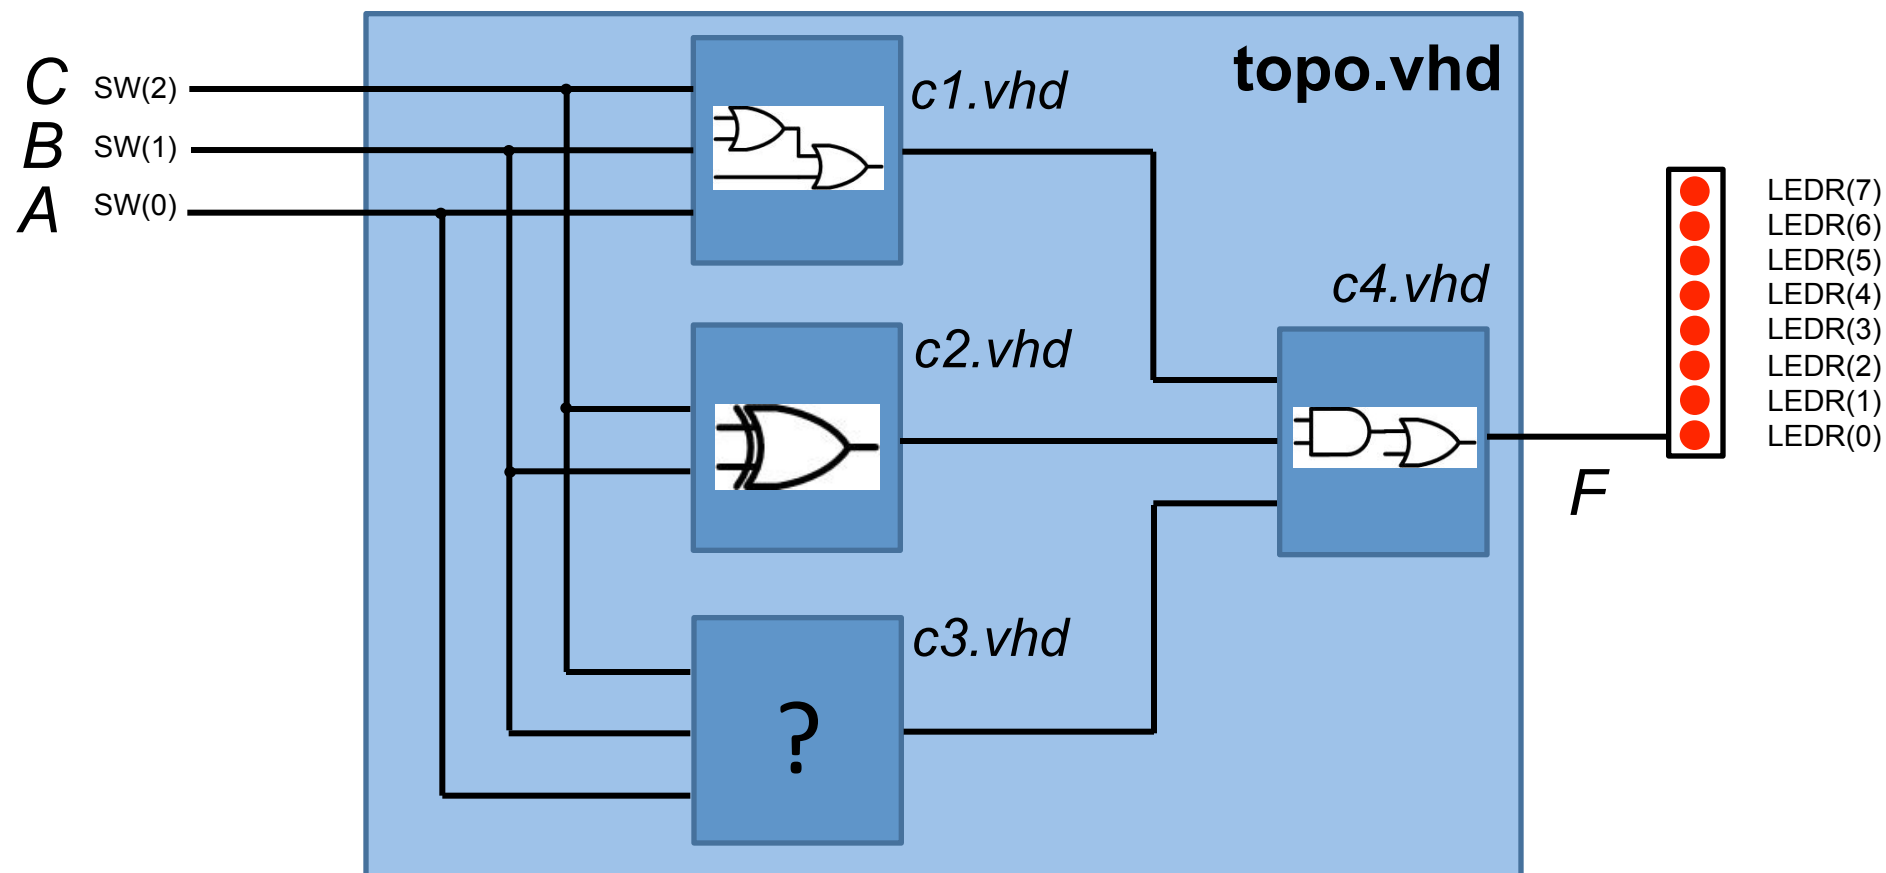 topo.vhd
C SW(2)
B SW(1)
A SW(0)
c1.vhd
c2.vhd
c3.vhd
?
c4.vhd
F
LEDR(7)
LEDR(6)
LEDR(5)
LEDR(4)
LEDR(3)
LEDR(2)
LEDR(1)
LEDR(0)